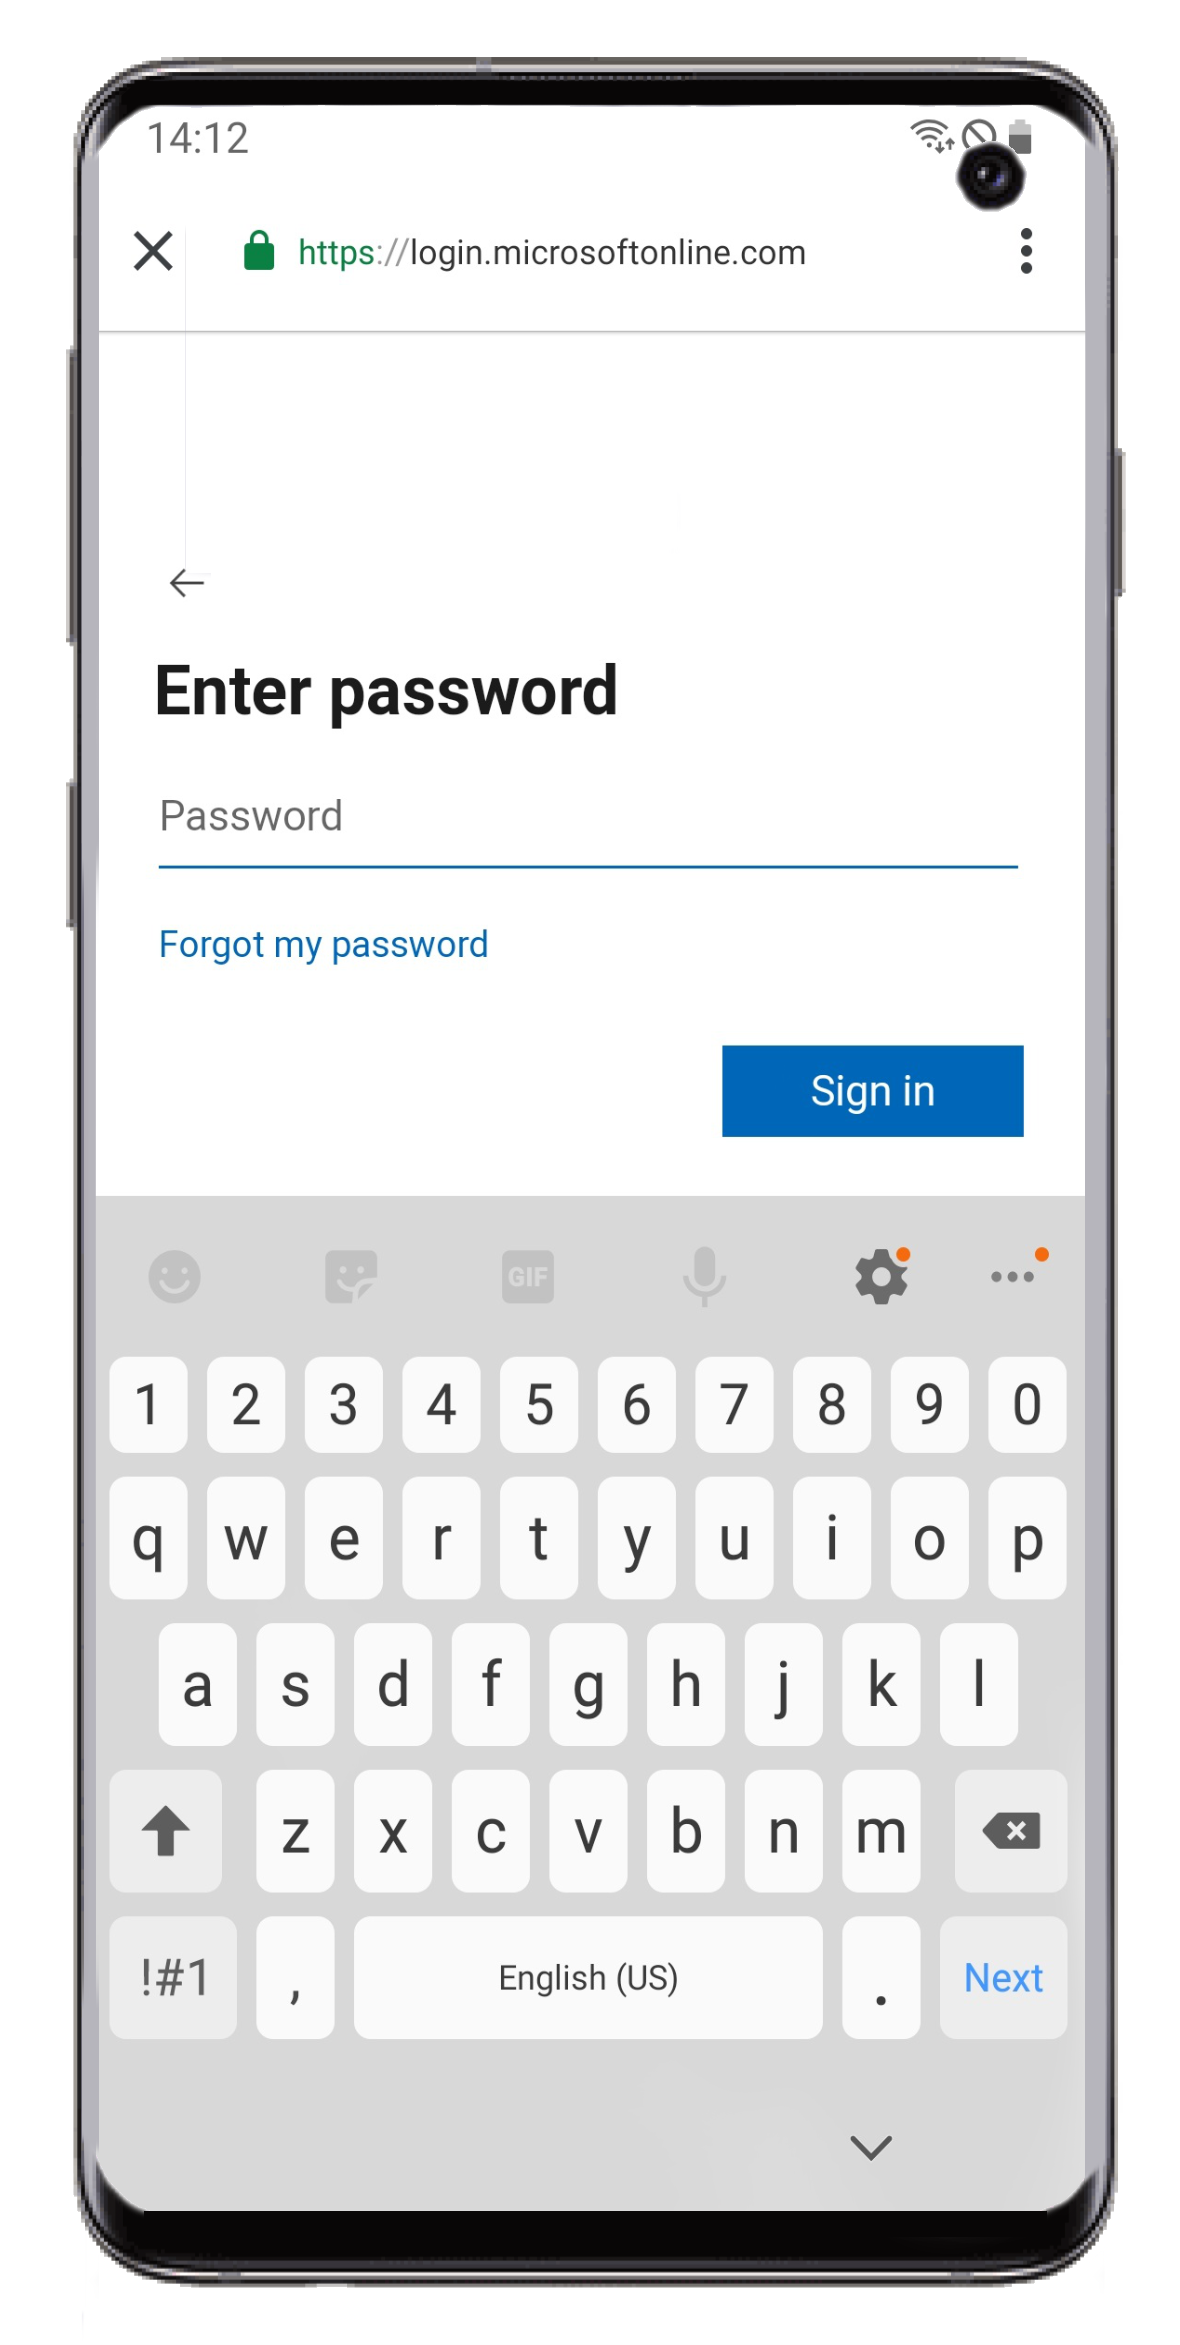 14:12
https://login.microsoftonline.com
Enter password
Password
Forgot my password
Sign in
GIF
1 2 3 4 5 6 7 8 9 0
q w e r t y u i o p
a s d f g h j k l
z x c v b n m
!#1 , English (US) . Next